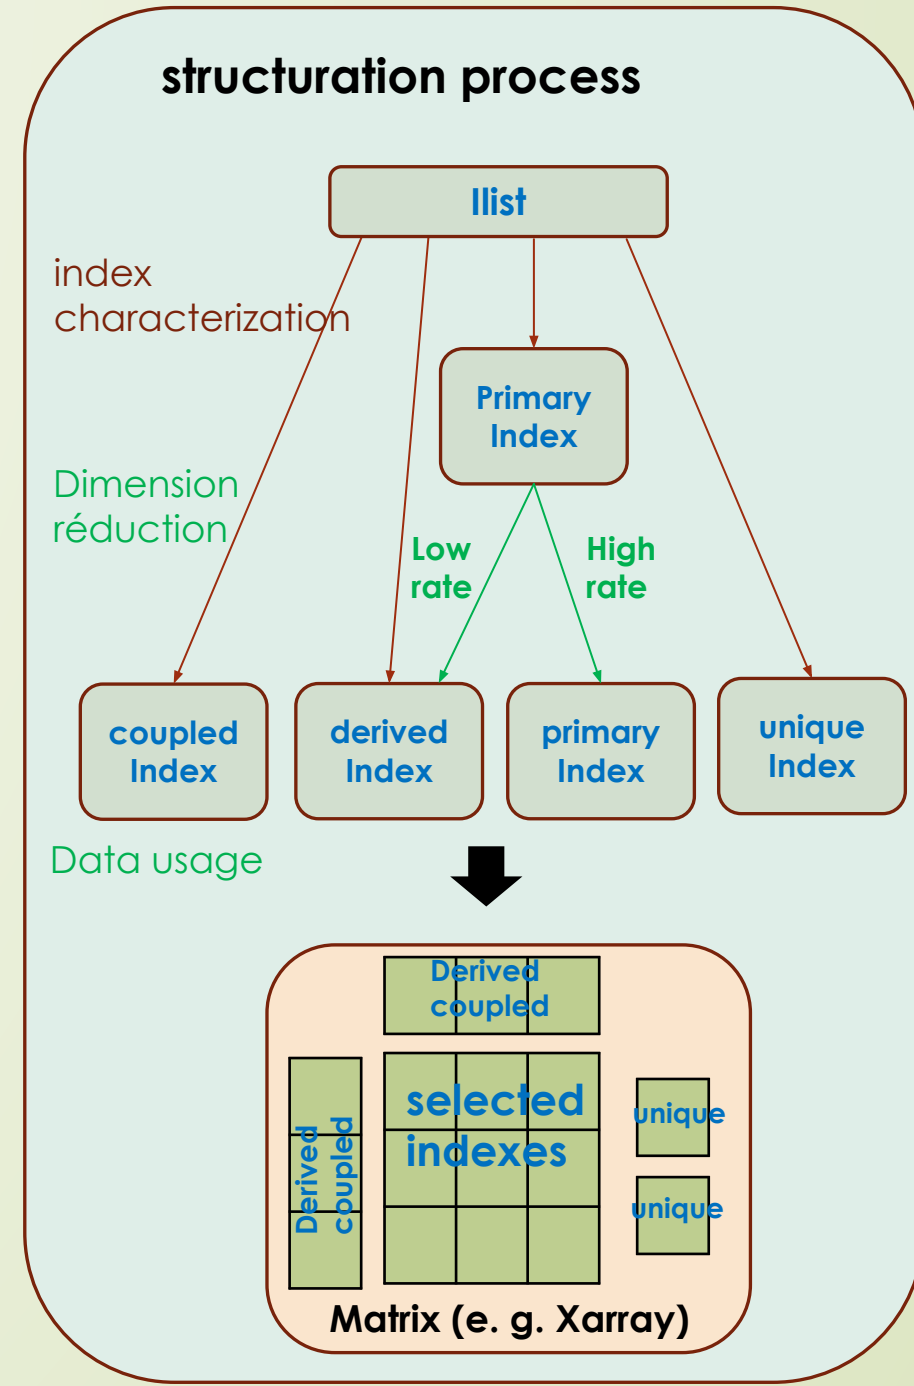 structuration process
Ilist
index
characterization
Primary
Index
Dimension
réduction
Low
rate
High
rate
coupled
Index
derived
Index
primary
Index
unique
Index
Data usage
Derived
coupled
selected
indexes
Derived
coupled
unique
unique
Matrix (e. g. Xarray)